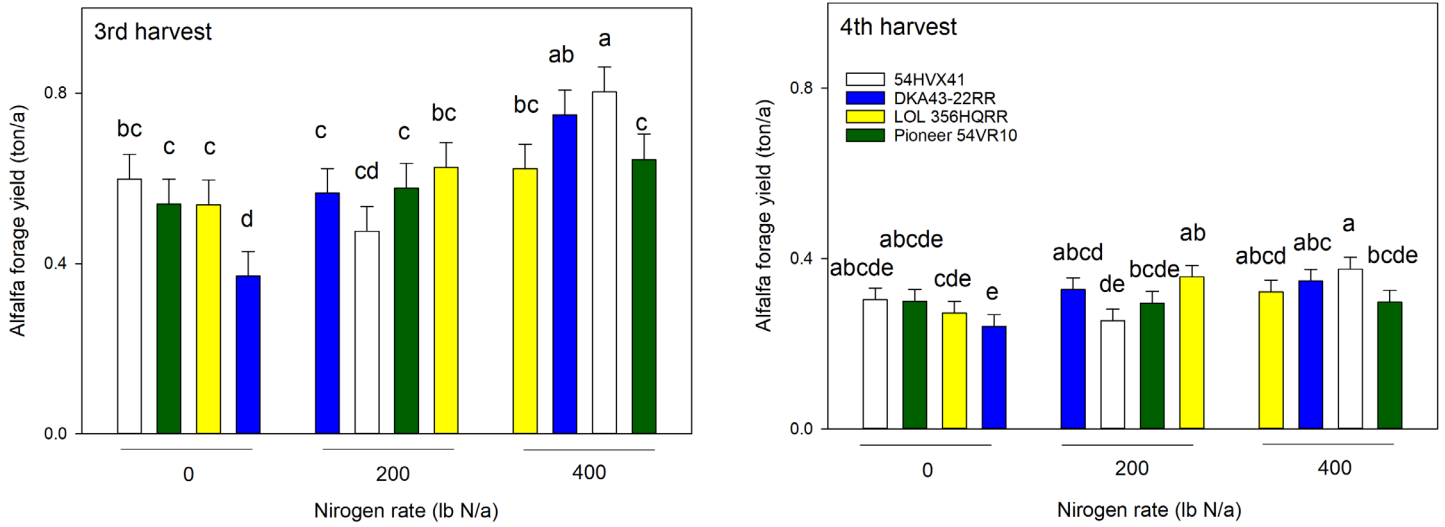 3rd harvest
Alfalfa forage yield (ton/a)
0.8
0.4
0.0
bc
c
c
d
c
cd
c
bc
bc
ab
a
c
0
200
400
Nirogen rate (lb N/a)
4th harvest
54HVX41
DKA43-22RR
LOL 356HQRR
Pioneer 54VR10
Alfalfa forage yield (ton/a)
0.8
0.4
0.0
abcde
abcde
cde
e
abcd
de
bcde
ab
abcd
abc
a
bcde
0
200
400
Nirogen rate (lb N/a)